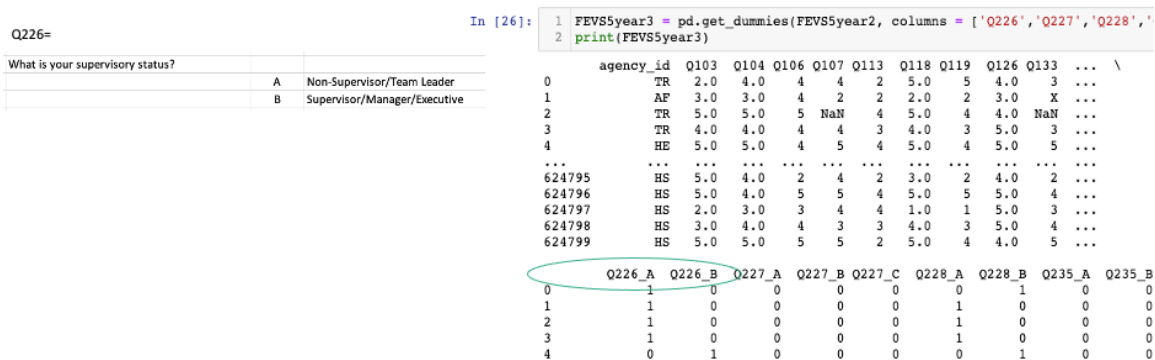 Q226=
What is your supervisory status?
A Non-Supervisor/Team Leader
B Supervisor/Manager/Executive
In [26]: 1 FEVS5year3 = pd.get_dummies(FEVS5year2, columns = ['Q226','Q227','Q228','
2 print(FEVS5year3)
agency_id Q103 Q104 Q106 Q107 Q113 Q118 Q119 Q126 Q133 ... \
0 TR 2.0 4.0 4 4 2 5.0 5 4.0 3 ...
1 AF 3.0 3.0 4 2 2 2.0 2 3.0 X ...
2 TR 5.0 5.0 5 NaN 4 5.0 4 4.0 NaN ...
3 TR 4.0 4.0 4 4 3 4.0 3 5.0 3 ...
4 HE 5.0 5.0 4 5 4 5.0 4 5.0 5 ...
... ... ... ... ... ... ... ... ... ... ... ...
624795 HS 5.0 4.0 2 4 2 3.0 2 4.0 2 ...
624796 HS 5.0 4.0 5 5 4 5.0 5 5.0 4 ...
624797 HS 2.0 3.0 3 4 4 1.0 1 5.0 3 ...
624798 HS 3.0 4.0 4 3 3 4.0 3 5.0 4 ...
624799 HS 5.0 5.0 5 5 2 5.0 4 4.0 5 ...
Q226_A Q226_B Q227_A Q227_B Q227_C Q228_A Q228_B Q235_A Q235_B
0 1 0 0 0 0 0 1 0 0
1 1 0 0 0 0 1 0 0 0
2 1 0 0 0 0 1 0 0 0
3 1 0 0 0 0 1 0 0 0
4 0 1 0 0 0 0 1 0 0